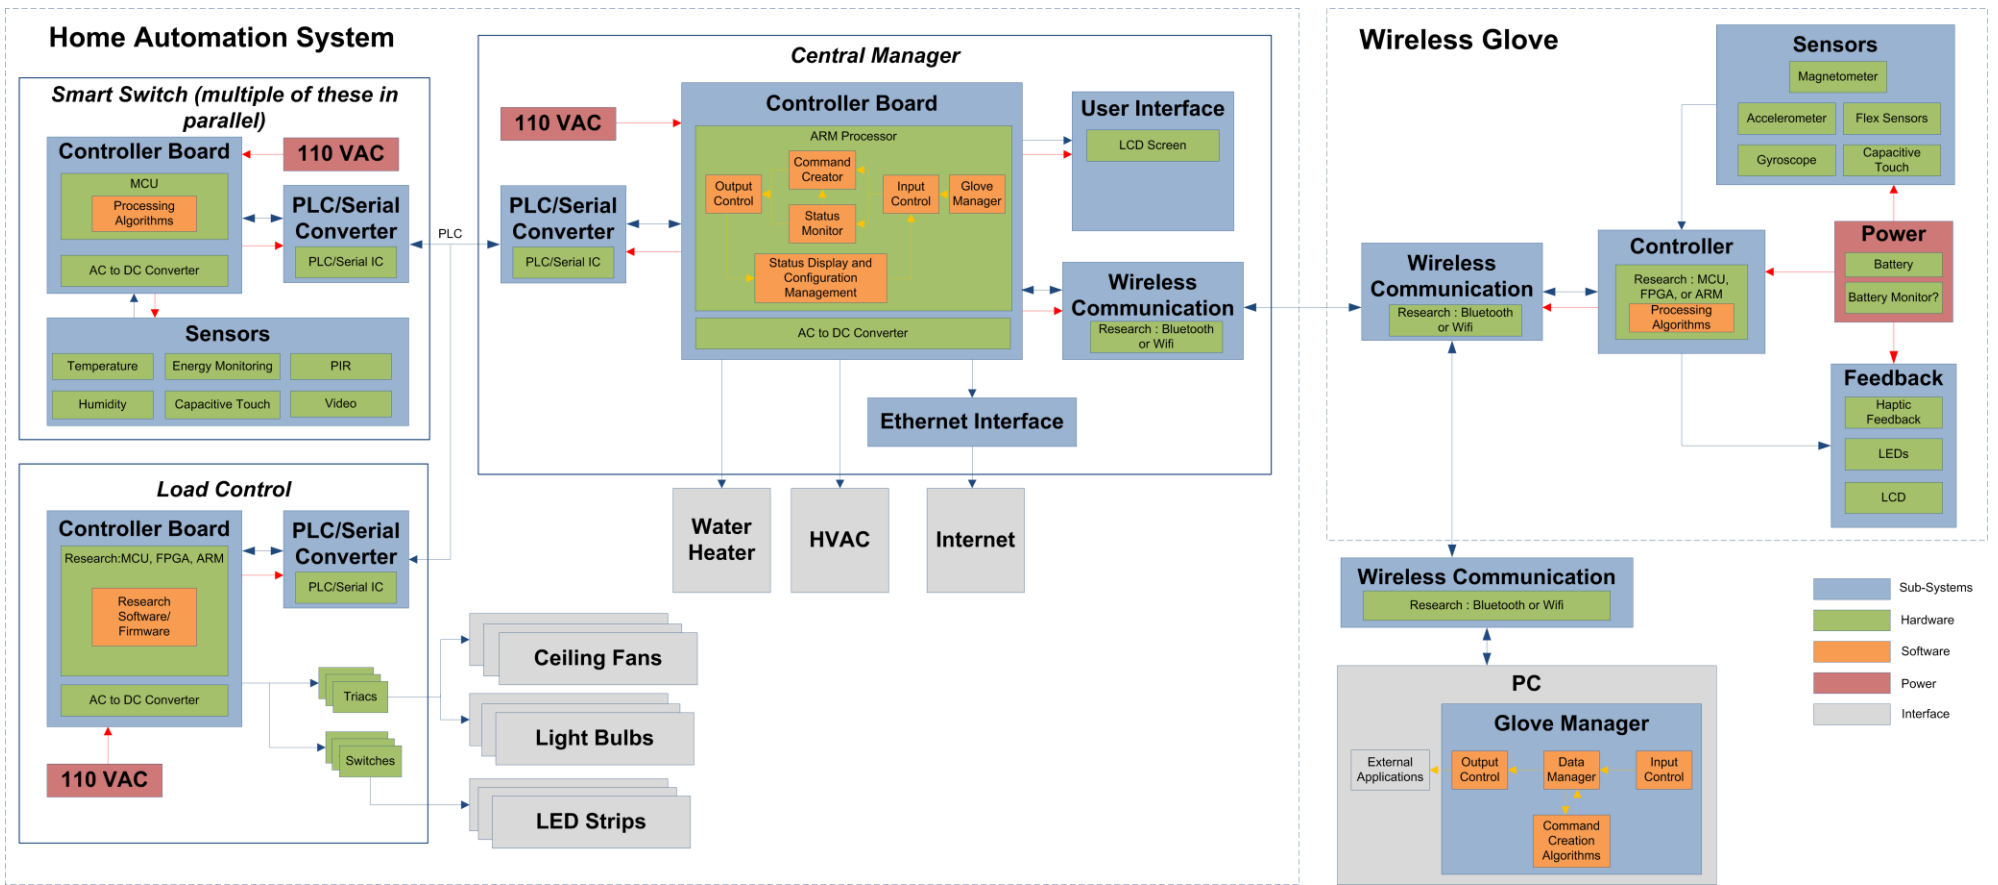 Home Automation System
Smart Switch (multiple of these in
parallel)
Controller Board
110 VAC
MCU
Processing
Algorithms
AC to DC Converter
PLC/Serial
Converter
PLC/Serial IC
Sensors
Temperature
Energy Monitoring
PIR
Humidity
Capacitive Touch
Video
PLC
Load Control
Controller Board
Research:MCU, FPGA, ARM
Research
Software/
Firmware
AC to DC Converter
110 VAC
PLC/Serial
Converter
PLC/Serial IC
Triacs
Switches
Ceiling Fans
Light Bulbs
LED Strips
Central Manager
110 VAC
PLC/Serial
Converter
PLC/Serial IC
Controller Board
ARM Processor
Command
Creator
Output
Control
Input
Control
Glove
Manager
Status
Monitor
Status Display and
Configuration
Management
AC to DC Converter
User Interface
LCD Screen
Wireless
Communication
Research : Bluetooth
or Wifi
Ethernet Interface
Water
Heater
HVAC
Internet
Wireless Glove
Sensors
Magnetometer
Accelerometer
Flex Sensors
Gyroscope
Capacitive
Touch
Power
Battery
Battery Monitor?
Controller
Research : MCU,
FPGA, or ARM
Processing
Algorithms
Wireless
Communication
Research : Bluetooth
or Wifi
Feedback
Haptic
Feedback
LEDs
LCD
Wireless Communication
Research : Bluetooth or Wifi
PC
Glove Manager
External
Applications
Output
Control
Data
Manager
Input
Control
Command
Creation
Algorithms
Sub-Systems
Hardware
Software
Power
Interface